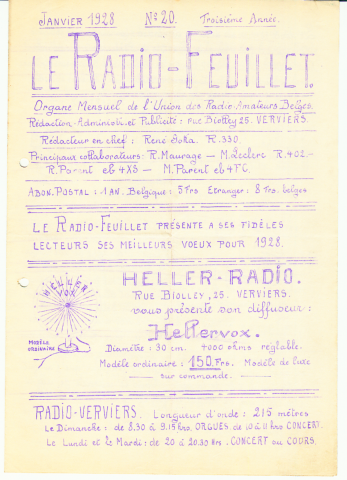 JANVIER 1928 No 20. Troisième Année.
LE RADIO-FEUILLET.
Organe Mensuel de l'Union des Radio-Amateurs Belges.
Rédaction-Administ. et Publicité : rue Biolley 25. VERVIERS.
Rédacteur en chef : René R.330.
Principaux collaborateurs : R. Maurage - M. Leclerc R.402.
R. Parent eb 4XS - M. Parent eb 4FC.
ABON. POSTAL : 1 AN. Belgique : 5 Frs Etranger : 8 Frs. belges
LE RADIO-FEUILLET PRÉSENTE A SES FIDÈLES
LECTEURS SES MEILLEURS VOEUX POUR 1928.
HELLER VOX
MODÈLE ORDINAIRE
HELLER-RADIO.
RUE BIOLLEY, 25. VERVIERS.
vous présente son diffuseur :
Hellervox.
Diamètre : 30 cm. 4000 ohms réglable.
Modèle ordinaire : 150 Frs. Modèle de luxe
sur commande.
RADIO-VERVIERS. Longueur d'onde : 215 mètres
Le Dimanche : de 8.30 à 9.15 hrs. ORGUES. de 10 à 11 hrs CONCERT.
Le Lundi et le Mardi : de 20 à 20.30 hrs. CONCERT ou COURS.